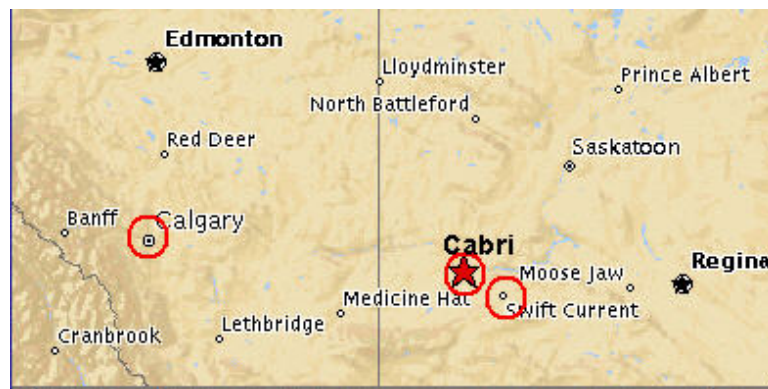 Edmonton
Lloydminster
Prince Albert
North Battleford
Red Deer
Saskatoon
Banff
Calgary
Cabri
Regina
Moose Jaw
Medicine Hat
Swift Current
Lethbridge
Cranbrook